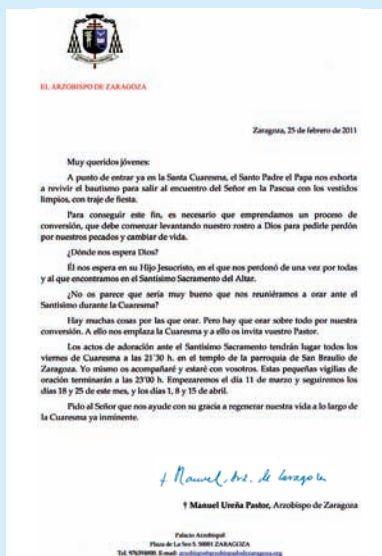 EL ARZOBISPO DE ZARAGOZA
Zaragoza, 25 de febrero de 2011
Muy queridos jóvenes:
A punto de entrar ya en la Santa Cuaresma, el Santo Padre el Papa nos exhorta
a revivir el bautismo para salir al encuentro del Señor en la Pascua con los vestidos
limpios, con traje de fiesta.
Para conseguir este fin, es necesario que emprendamos un proceso de
conversión, que debe comenzar levantando nuestro rostro a Dios para pedirle perdón
por nuestros pecados y cambiar de vida.
¿Dónde nos espera Dios?
Él nos espera en su Hijo Jesucristo, en el que nos perdonó de una vez por todas
y al que encontramos en el Santísimo Sacramento del Altar.
¿No os parece que sería muy bueno que nos reuniéramos a orar ante el
Santísimo durante la Cuaresma?
Hay muchas cosas por las que orar. Pero hay que orar sobre todo por nuestra
conversión. A ello nos emplaza la Cuaresma y a ello os invita vuestro Pastor.
Los actos de adoración ante el Santísimo Sacramento tendrán lugar todos los
viernes de Cuaresma a las 21'30 h. en el templo de la parroquia de San Braulio de
Zaragoza. Yo mismo os acompañaré y estaré con vosotros. Estas pequeñas vigilias de
oración terminarán a las 23'00 h. Empezaremos el día 11 de marzo y seguiremos los
días 18 y 25 de este mes, y los días 1, 8 y 15 de abril.
Pido al Señor que nos ayude con su gracia a regenerar nuestra vida a lo largo de
la Cuaresma ya inminente.
† Manuel, Arz. de Zaragoza
† Manuel Ureña Pastor, Arzobispo de Zaragoza
Palacio Arzobispal
Plaza de La Seo 5. 50001 ZARAGOZA
Tel. E-mail: